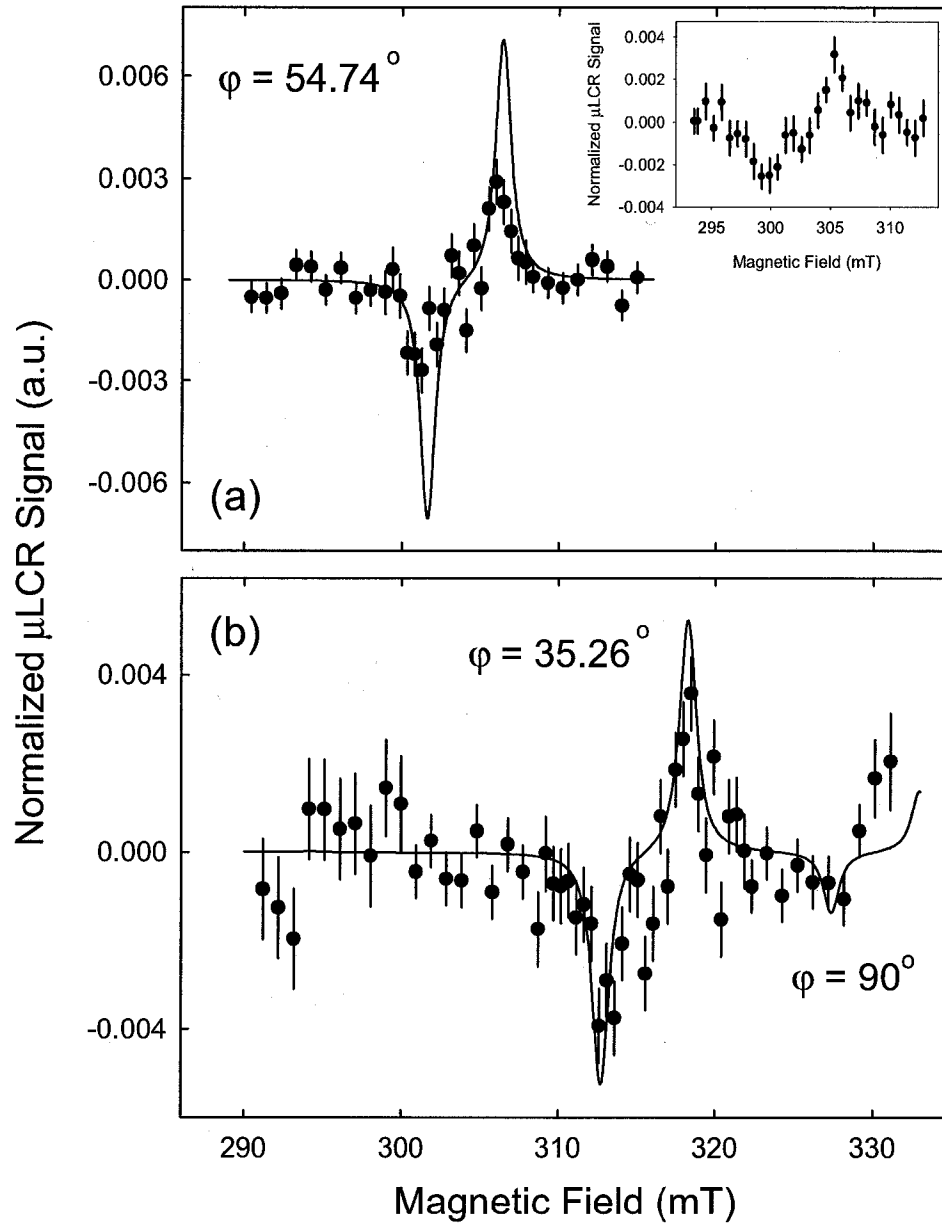 Normalized μLCR Signal (a.u.)
0.006
0.003
0.000
-0.003
-0.006
φ = 54.74°
(a)
Normalized μLCR Signal
0.004
0.002
0.000
-0.002
-0.004
295 300 305 310
Magnetic Field (mT)
(b)
φ = 35.26°
0.004
0.000
-0.004
φ = 90°
290 300 310 320 330
Magnetic Field (mT)